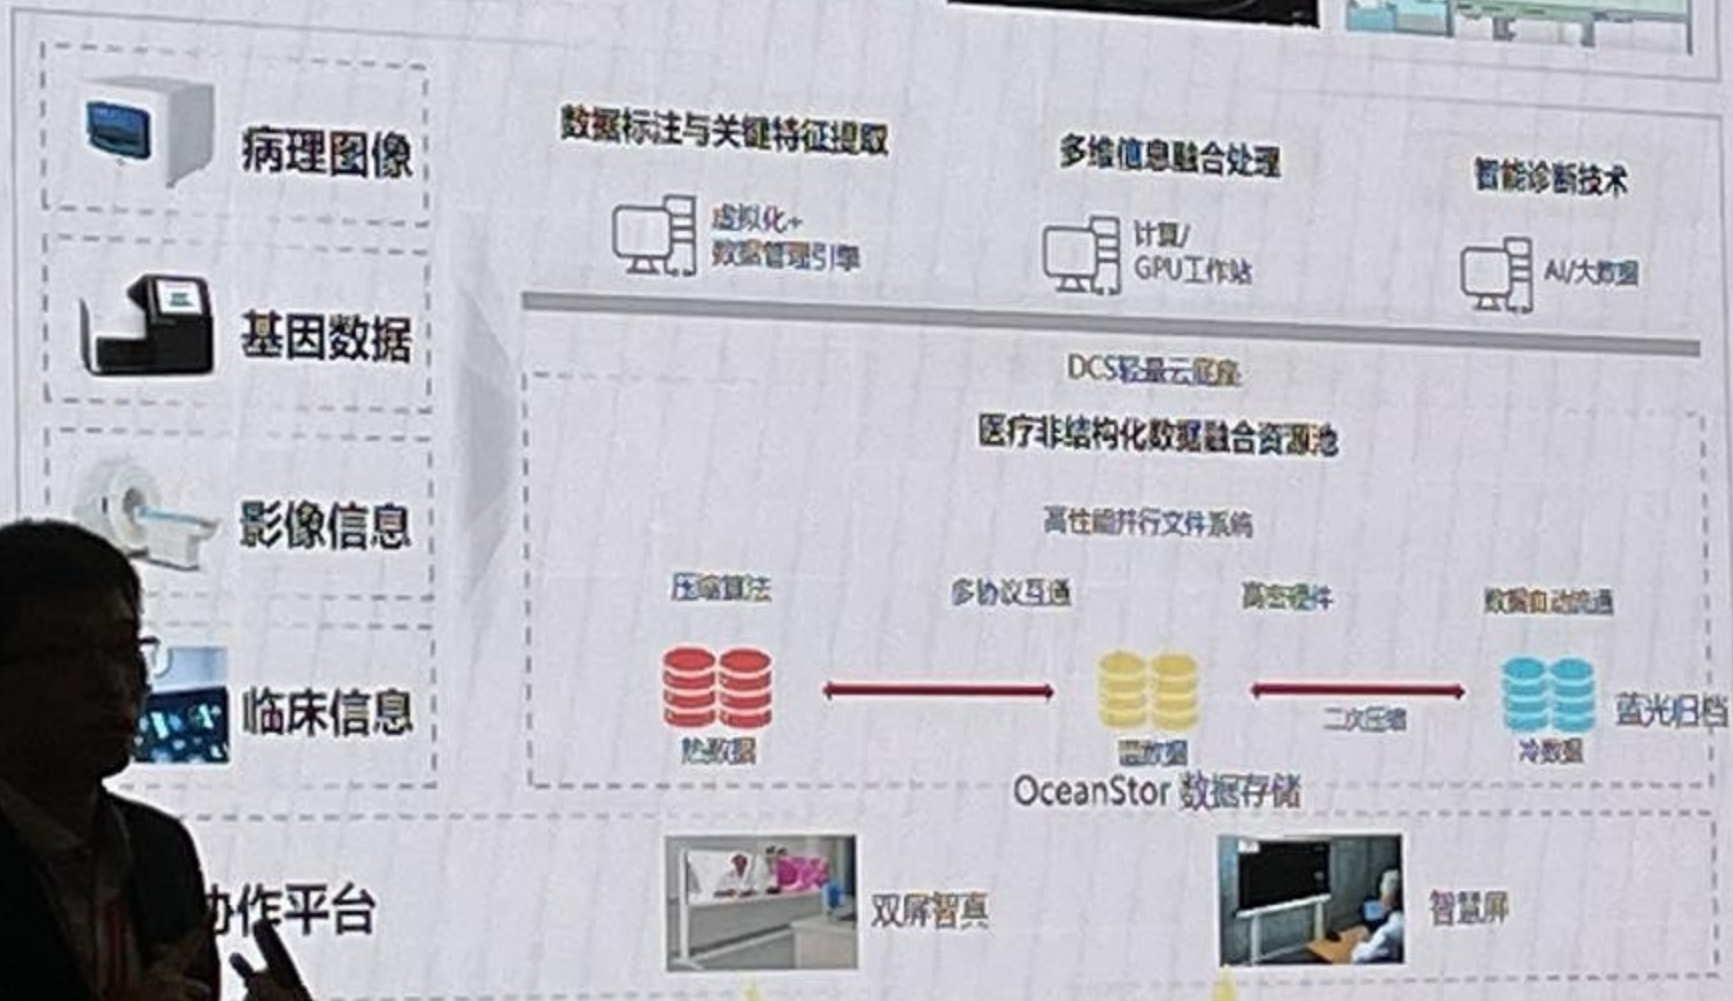 病理图像
基因数据
影像信息
临床信息
数据标注与关键特征提取
虚拟化+
数据管理引擎
多维信息融合处理
计算/
GPU工作站
智能诊断技术
AI/大数据
DCS轻量云底座
医疗非结构化数据融合资源池
高性能并行文件系统
压缩算法
多协议互通
高密硬件
数据自动流通
热数据
温数据
二次压缩
冷数据
蓝光归档
OceanStor 数据存储
协作平台
双屏智真
智慧屏